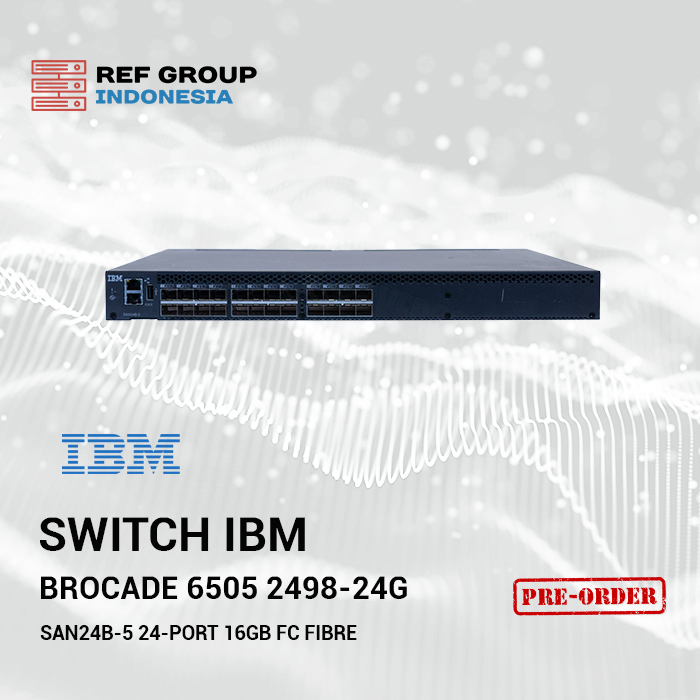 REF GROUP
INDONESIA
IBM
IBM
SWITCH IBM
BROCADE 6505 2498-24G
PRE-ORDER
SAN24B-5 24-PORT 16GB FC FIBRE